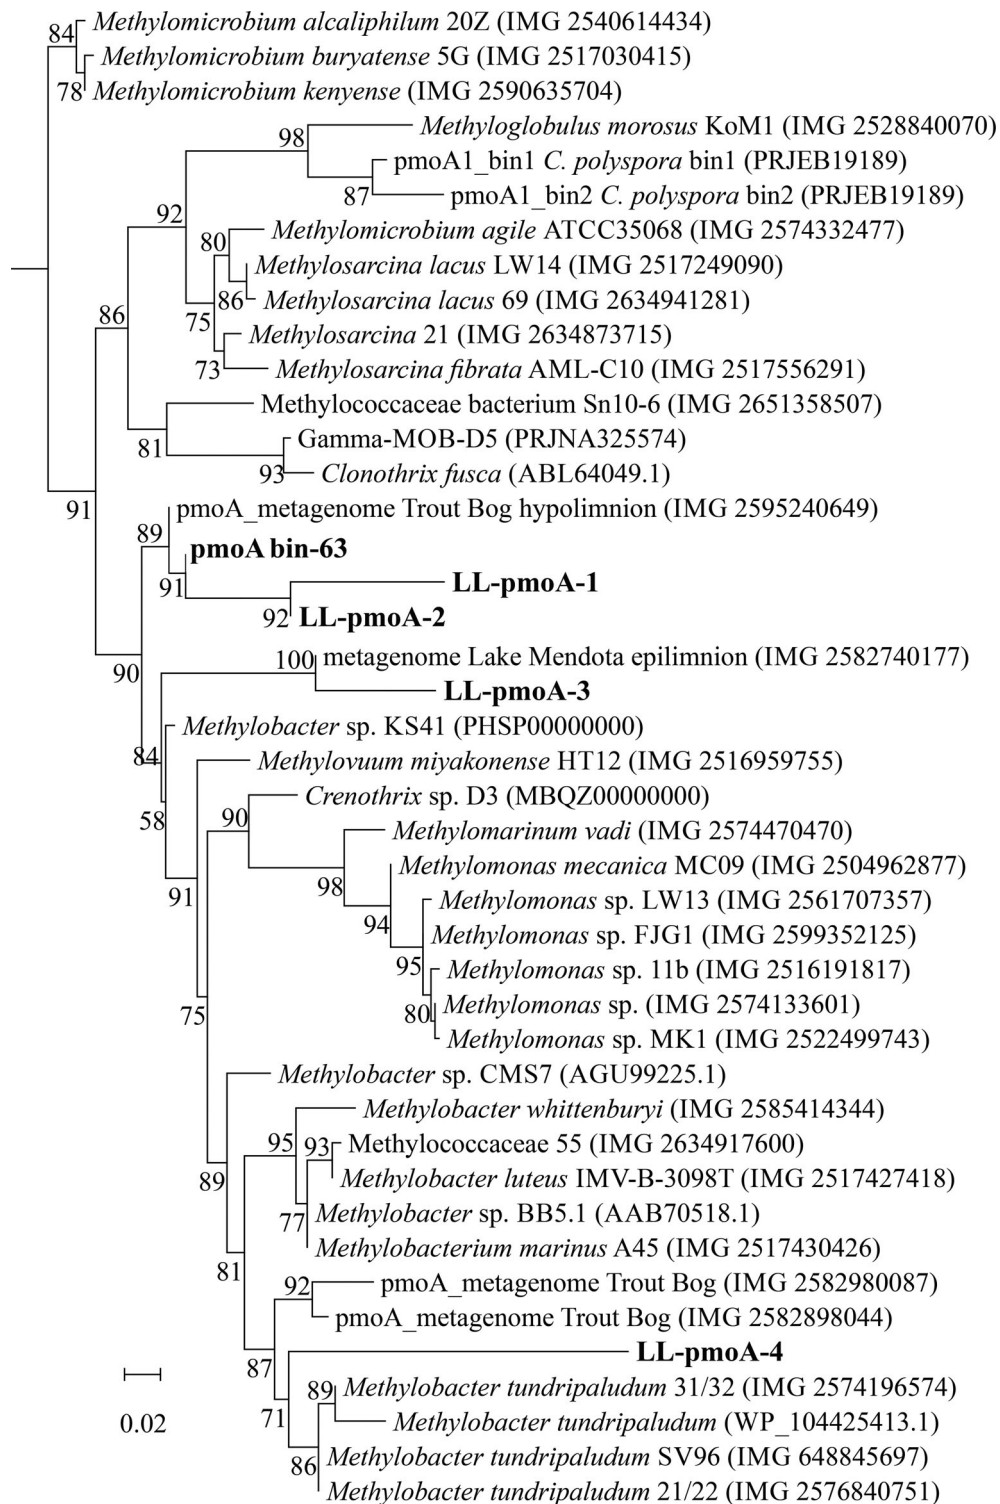 84
Methylomicrobium alcaliphilum 20Z (IMG 2540614434)
Methylomicrobium buryatense 5G (IMG 2517030415)
78
Methylomicrobium kenyense (IMG 2590635704)
Methyloglobulus morosus KoM1 (IMG 2528840070)
98
pmoA1_bin1 C. polyspora bin1 (PRJEB19189)
87
pmoA1_bin2 C. polyspora bin2 (PRJEB19189)
92
Methylomicrobium agile ATCC35068 (IMG 2574332477)
80
Methylosarcina lacus LW14 (IMG 2517249090)
86
Methylosarcina lacus 69 (IMG 2634941281)
86
75
Methylosarcina 21 (IMG 2634873715)
73
Methylosarcina fibrata AML-C10 (IMG 2517556291)
Methylococcaceae bacterium Sn10-6 (IMG 2651358507)
81
Gamma-MOB-D5 (PRJNA325574)
93
Clonothrix fusca (ABL64049.1)
91
pmoA_metagenome Trout Bog hypolimnion (IMG 2595240649)
89
pmoA bin-63
91
LL-pmoA-1
92
LL-pmoA-2
100
metagenome Lake Mendota epilimnion (IMG 2582740177)
90
LL-pmoA-3
Methylobacter sp. KS41 (PHSP00000000)
84
Methylovuum miyakonense HT12 (IMG 2516959755)
Crenothrix sp. D3 (MBQZ00000000)
58
90
Methylomarinum vadi (IMG 2574470470)
Methylomonas mecanica MC09 (IMG 2504962877)
98
91
Methylomonas sp. LW13 (IMG 2561707357)
94
Methylomonas sp. FJG1 (IMG 2599352125)
95
Methylomonas sp. 11b (IMG 2516191817)
Methylomonas sp. (IMG 2574133601)
80
75
Methylomonas sp. MK1 (IMG 2522499743)
Methylobacter sp. CMS7 (AGU99225.1)
Methylobacter whittenburyi (IMG 2585414344)
95
93
Methylococcaceae 55 (IMG 2634917600)
89
Methylobacter luteus IMV-B-3098T (IMG 2517427418)
77
Methylobacter sp. BB5.1 (AAB70518.1)
Methylobacterium marinus A45 (IMG 2517430426)
81
92
pmoA_metagenome Trout Bog (IMG 2582980087)
pmoA_metagenome Trout Bog (IMG 2582898044)
LL-pmoA-4
87
89
Methylobacter tundripaludum 31/32 (IMG 2574196574)
0.02
71
Methylobacter tundripaludum (WP_104425413.1)
Methylobacter tundripaludum SV96 (IMG 648845697)
86
Methylobacter tundripaludum 21/22 (IMG 2576840751)